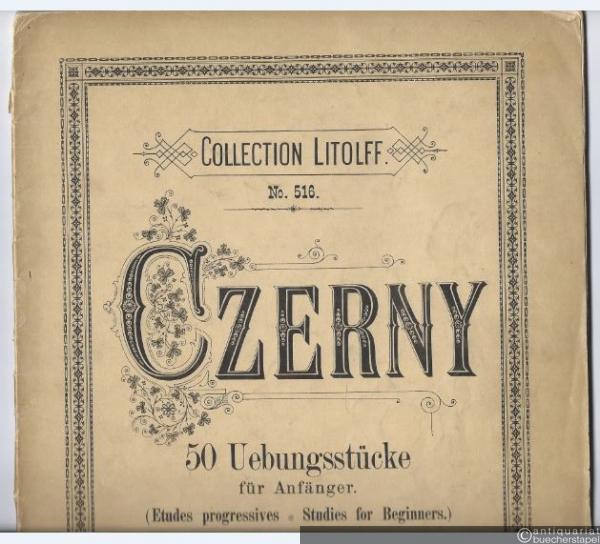 COLLECTION LITOLFF.
No. 516.
CZERNY
50 Uebungsstücke
für Anfänger.
(Etudes progressives • Studies for Beginners.)
©antiquariat
buecherstapel